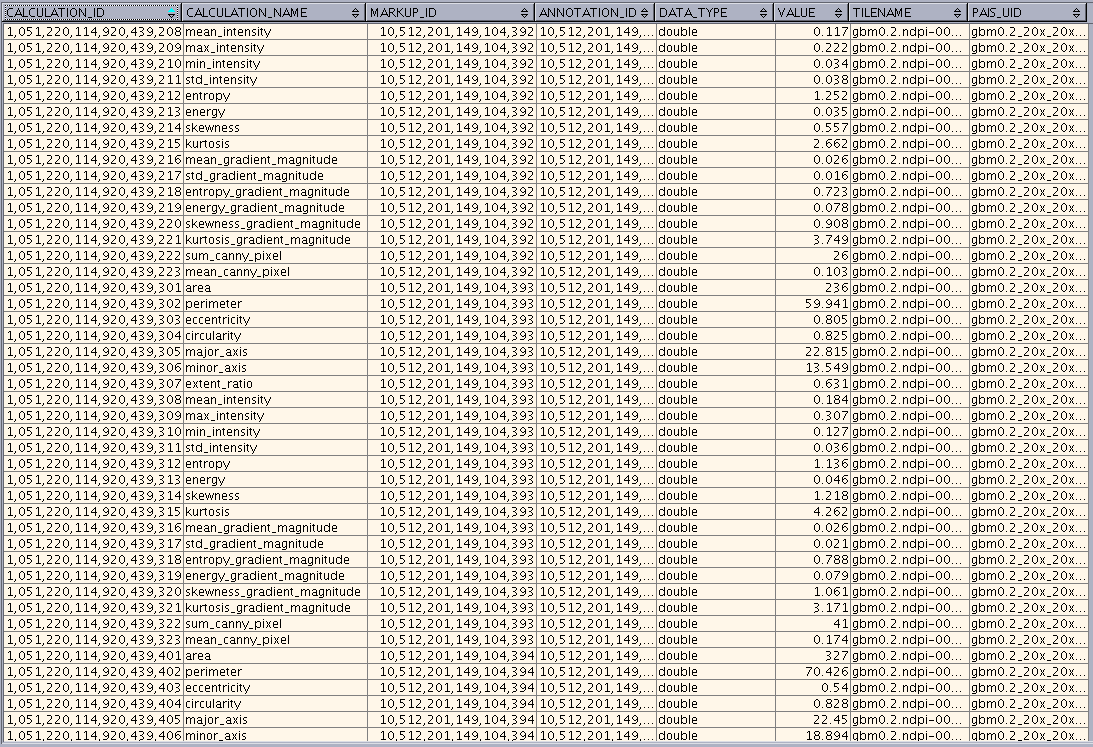 CALCULATION_ID CALCULATION_NAME MARKUP_ID ANNOTATION_ID DATA_TYPE VALUE TILENAME PAIS_UID
1,051,220,114,920,439,208 mean_intensity 10,512,201,149,104,392 10,512,201,149,... double 0.117 gbm0.2.ndpi-00... gbm0.2_20x_20x...
1,051,220,114,920,439,209 max_intensity 10,512,201,149,104,392 10,512,201,149,... double 0.222 gbm0.2.ndpi-00... gbm0.2_20x_20x...
1,051,220,114,920,439,210 min_intensity 10,512,201,149,104,392 10,512,201,149,... double 0.034 gbm0.2.ndpi-00... gbm0.2_20x_20x...
1,051,220,114,920,439,211 std_intensity 10,512,201,149,104,392 10,512,201,149,... double 0.038 gbm0.2.ndpi-00... gbm0.2_20x_20x...
1,051,220,114,920,439,212 entropy 10,512,201,149,104,392 10,512,201,149,... double 1.252 gbm0.2.ndpi-00... gbm0.2_20x_20x...
1,051,220,114,920,439,213 energy 10,512,201,149,104,392 10,512,201,149,... double 0.035 gbm0.2.ndpi-00... gbm0.2_20x_20x...
1,051,220,114,920,439,214 skewness 10,512,201,149,104,392 10,512,201,149,... double 0.557 gbm0.2.ndpi-00... gbm0.2_20x_20x...
1,051,220,114,920,439,215 kurtosis 10,512,201,149,104,392 10,512,201,149,... double 2.662 gbm0.2.ndpi-00... gbm0.2_20x_20x...
1,051,220,114,920,439,216 mean_gradient_magnitude 10,512,201,149,104,392 10,512,201,149,... double 0.026 gbm0.2.ndpi-00... gbm0.2_20x_20x...
1,051,220,114,920,439,217 std_gradient_magnitude 10,512,201,149,104,392 10,512,201,149,... double 0.016 gbm0.2.ndpi-00... gbm0.2_20x_20x...
1,051,220,114,920,439,218 entropy_gradient_magnitude 10,512,201,149,104,392 10,512,201,149,... double 0.723 gbm0.2.ndpi-00... gbm0.2_20x_20x...
1,051,220,114,920,439,219 energy_gradient_magnitude 10,512,201,149,104,392 10,512,201,149,... double 0.078 gbm0.2.ndpi-00... gbm0.2_20x_20x...
1,051,220,114,920,439,220 skewness_gradient_magnitude 10,512,201,149,104,392 10,512,201,149,... double 0.908 gbm0.2.ndpi-00... gbm0.2_20x_20x...
1,051,220,114,920,439,221 kurtosis_gradient_magnitude 10,512,201,149,104,392 10,512,201,149,... double 3.749 gbm0.2.ndpi-00... gbm0.2_20x_20x...
1,051,220,114,920,439,222 sum_canny_pixel 10,512,201,149,104,392 10,512,201,149,... double 26 gbm0.2.ndpi-00... gbm0.2_20x_20x...
1,051,220,114,920,439,223 mean_canny_pixel 10,512,201,149,104,392 10,512,201,149,... double 0.103 gbm0.2.ndpi-00... gbm0.2_20x_20x...
1,051,220,114,920,439,301 area 10,512,201,149,104,393 10,512,201,149,... double 236 gbm0.2.ndpi-00... gbm0.2_20x_20x...
1,051,220,114,920,439,302 perimeter 10,512,201,149,104,393 10,512,201,149,... double 59.941 gbm0.2.ndpi-00... gbm0.2_20x_20x...
1,051,220,114,920,439,303 eccentricity 10,512,201,149,104,393 10,512,201,149,... double 0.805 gbm0.2.ndpi-00... gbm0.2_20x_20x...
1,051,220,114,920,439,304 circularity 10,512,201,149,104,393 10,512,201,149,... double 0.825 gbm0.2.ndpi-00... gbm0.2_20x_20x...
1,051,220,114,920,439,305 major_axis 10,512,201,149,104,393 10,512,201,149,... double 22.815 gbm0.2.ndpi-00... gbm0.2_20x_20x...
1,051,220,114,920,439,306 minor_axis 10,512,201,149,104,393 10,512,201,149,... double 13.549 gbm0.2.ndpi-00... gbm0.2_20x_20x...
1,051,220,114,920,439,307 extent_ratio 10,512,201,149,104,393 10,512,201,149,... double 0.631 gbm0.2.ndpi-00... gbm0.2_20x_20x...
1,051,220,114,920,439,308 mean_intensity 10,512,201,149,104,393 10,512,201,149,... double 0.184 gbm0.2.ndpi-00... gbm0.2_20x_20x...
1,051,220,114,920,439,309 max_intensity 10,512,201,149,104,393 10,512,201,149,... double 0.307 gbm0.2.ndpi-00... gbm0.2_20x_20x...
1,051,220,114,920,439,310 min_intensity 10,512,201,149,104,393 10,512,201,149,... double 0.127 gbm0.2.ndpi-00... gbm0.2_20x_20x...
1,051,220,114,920,439,311 std_intensity 10,512,201,149,104,393 10,512,201,149,... double 0.036 gbm0.2.ndpi-00... gbm0.2_20x_20x...
1,051,220,114,920,439,312 entropy 10,512,201,149,104,393 10,512,201,149,... double 1.136 gbm0.2.ndpi-00... gbm0.2_20x_20x...
1,051,220,114,920,439,313 energy 10,512,201,149,104,393 10,512,201,149,... double 0.046 gbm0.2.ndpi-00... gbm0.2_20x_20x...
1,051,220,114,920,439,314 skewness 10,512,201,149,104,393 10,512,201,149,... double 1.218 gbm0.2.ndpi-00... gbm0.2_20x_20x...
1,051,220,114,920,439,315 kurtosis 10,512,201,149,104,393 10,512,201,149,... double 4.262 gbm0.2.ndpi-00... gbm0.2_20x_20x...
1,051,220,114,920,439,316 mean_gradient_magnitude 10,512,201,149,104,393 10,512,201,149,... double 0.026 gbm0.2.ndpi-00... gbm0.2_20x_20x...
1,051,220,114,920,439,317 std_gradient_magnitude 10,512,201,149,104,393 10,512,201,149,... double 0.021 gbm0.2.ndpi-00... gbm0.2_20x_20x...
1,051,220,114,920,439,318 entropy_gradient_magnitude 10,512,201,149,104,393 10,512,201,149,... double 0.788 gbm0.2.ndpi-00... gbm0.2_20x_20x...
1,051,220,114,920,439,319 energy_gradient_magnitude 10,512,201,149,104,393 10,512,201,149,... double 0.079 gbm0.2.ndpi-00... gbm0.2_20x_20x...
1,051,220,114,920,439,320 skewness_gradient_magnitude 10,512,201,149,104,393 10,512,201,149,... double 1.061 gbm0.2.ndpi-00... gbm0.2_20x_20x...
1,051,220,114,920,439,321 kurtosis_gradient_magnitude 10,512,201,149,104,393 10,512,201,149,... double 3.171 gbm0.2.ndpi-00... gbm0.2_20x_20x...
1,051,220,114,920,439,322 sum_canny_pixel 10,512,201,149,104,393 10,512,201,149,... double 41 gbm0.2.ndpi-00... gbm0.2_20x_20x...
1,051,220,114,920,439,323 mean_canny_pixel 10,512,201,149,104,393 10,512,201,149,... double 0.174 gbm0.2.ndpi-00... gbm0.2_20x_20x...
1,051,220,114,920,439,401 area 10,512,201,149,104,394 10,512,201,149,... double 327 gbm0.2.ndpi-00... gbm0.2_20x_20x...
1,051,220,114,920,439,402 perimeter 10,512,201,149,104,394 10,512,201,149,... double 70.426 gbm0.2.ndpi-00... gbm0.2_20x_20x...
1,051,220,114,920,439,403 eccentricity 10,512,201,149,104,394 10,512,201,149,... double 0.54 gbm0.2.ndpi-00... gbm0.2_20x_20x...
1,051,220,114,920,439,404 circularity 10,512,201,149,104,394 10,512,201,149,... double 0.828 gbm0.2.ndpi-00... gbm0.2_20x_20x...
1,051,220,114,920,439,405 major_axis 10,512,201,149,104,394 10,512,201,149,... double 22.45 gbm0.2.ndpi-00... gbm0.2_20x_20x...
1,051,220,114,920,439,406 minor_axis 10,512,201,149,104,394 10,512,201,149,... double 18.894 gbm0.2.ndpi-00... gbm0.2_20x_20x...